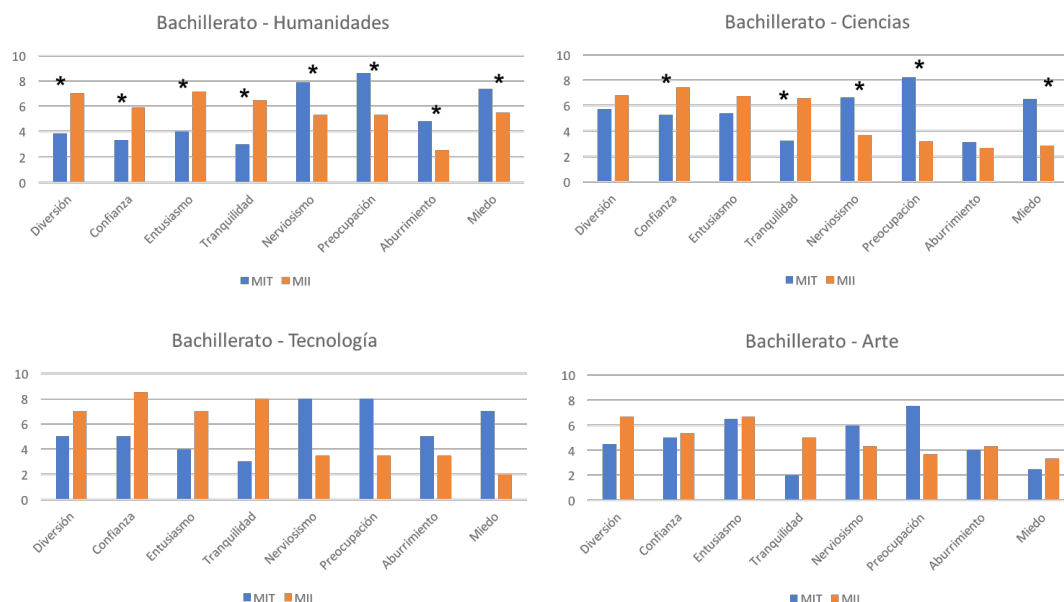 Bachillerato - Humanidades
10
8
6
4
2
0
* * * * * * * *
Diversión Confianza Entusiasmo Tranquilidad Nerviosismo Preocupación Aburrimiento Miedo
MIT MII
Bachillerato - Ciencias
10
8
6
4
2
0
* * * * *
Diversión Confianza Entusiasmo Tranquilidad Nerviosismo Preocupación Aburrimiento Miedo
MIT MII
Bachillerato - Tecnología
10
8
6
4
2
0
Diversión Confianza Entusiasmo Tranquilidad Nerviosismo Preocupación Aburrimiento Miedo
MIT MII
Bachillerato - Arte
10
8
6
4
2
0
Diversión Confianza Entusiasmo Tranquilidad Nerviosismo Preocupación Aburrimiento Miedo
MIT MII